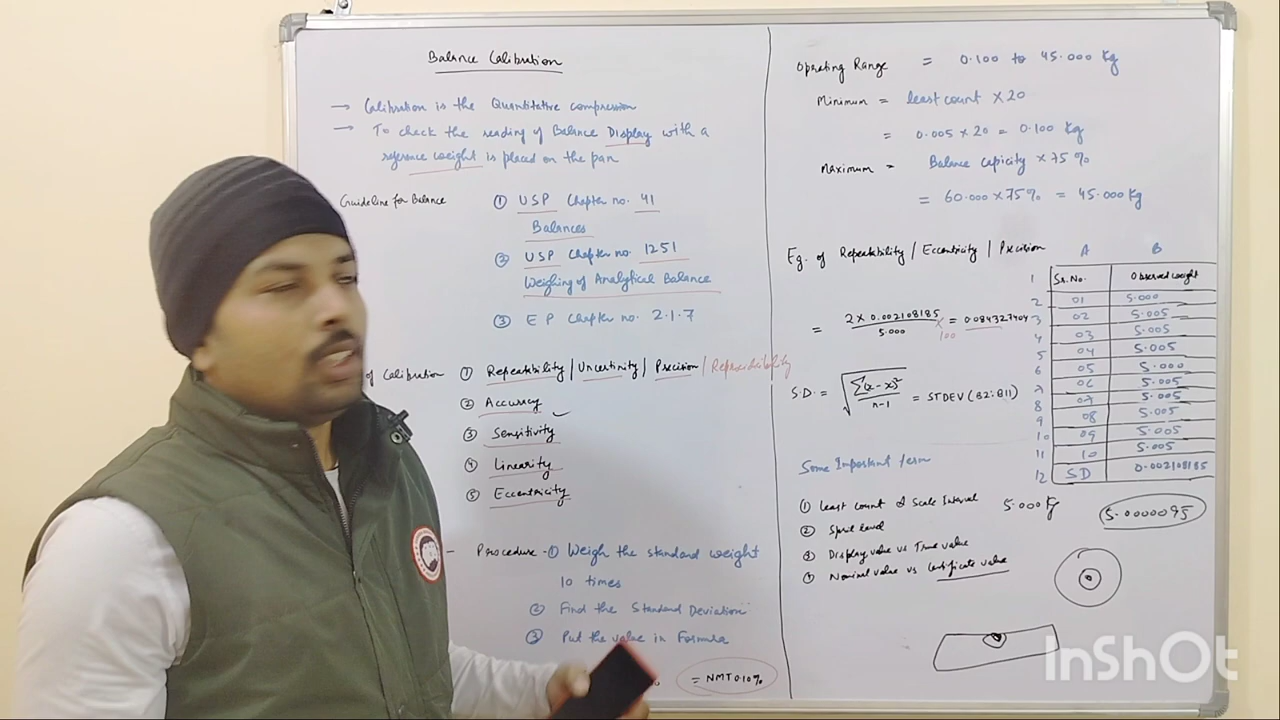 Balance Calibration
→ Calibration is the Quantitative compression
→ To check the reading of Balance Display with a
reference weight is placed on the pan
Guideline for Balance
① USP Chapter no. 41
Balances
② USP Chapter no. 1251
Weighing of Analytical Balance
③ E P Chapter no. 2.1.7
of Calibration ① Repeatability / Uncertinity / Precision / Reproducibility
② Accuracy
③ Sensitivity
④ Linearity
⑤ Eccentricity
- Procedure - ① Weigh the standard weight
10 times
② Find the Standard Deviation
③ Put the value in Formula
= NMT 0.10%
Operating Range = 0.100 to 45.000 Kg
Minimum = least count × 20
= 0.005 × 20 = 0.100 Kg
Maximum = Balance capicity × 75 %
= 60.000 × 75% = 45.000 Kg
Eg. of Repeatability / Eccentricity / Precision
= 2 × 0.002108185 / 5.000 × 100 = 0.084327404
S.D. = √ Σ(x - x)² / n-1 = STDEV (B2:B11)
A B
1 Sr. No. Observed weight
2 01 5.000
3 02 5.005
4 03 5.005
5 04 5.005
6 05 5.000
7 06 5.005
8 07 5.005
9 08 5.005
10 09 5.005
11 10 5.005
12 SD 0.002108185
Some Important term
① Least count & Scale Interval
② Sprit level
③ Display value vs True value
④ Nominal value vs Certificate value
5.000 Kg
5.0000095
InShOt